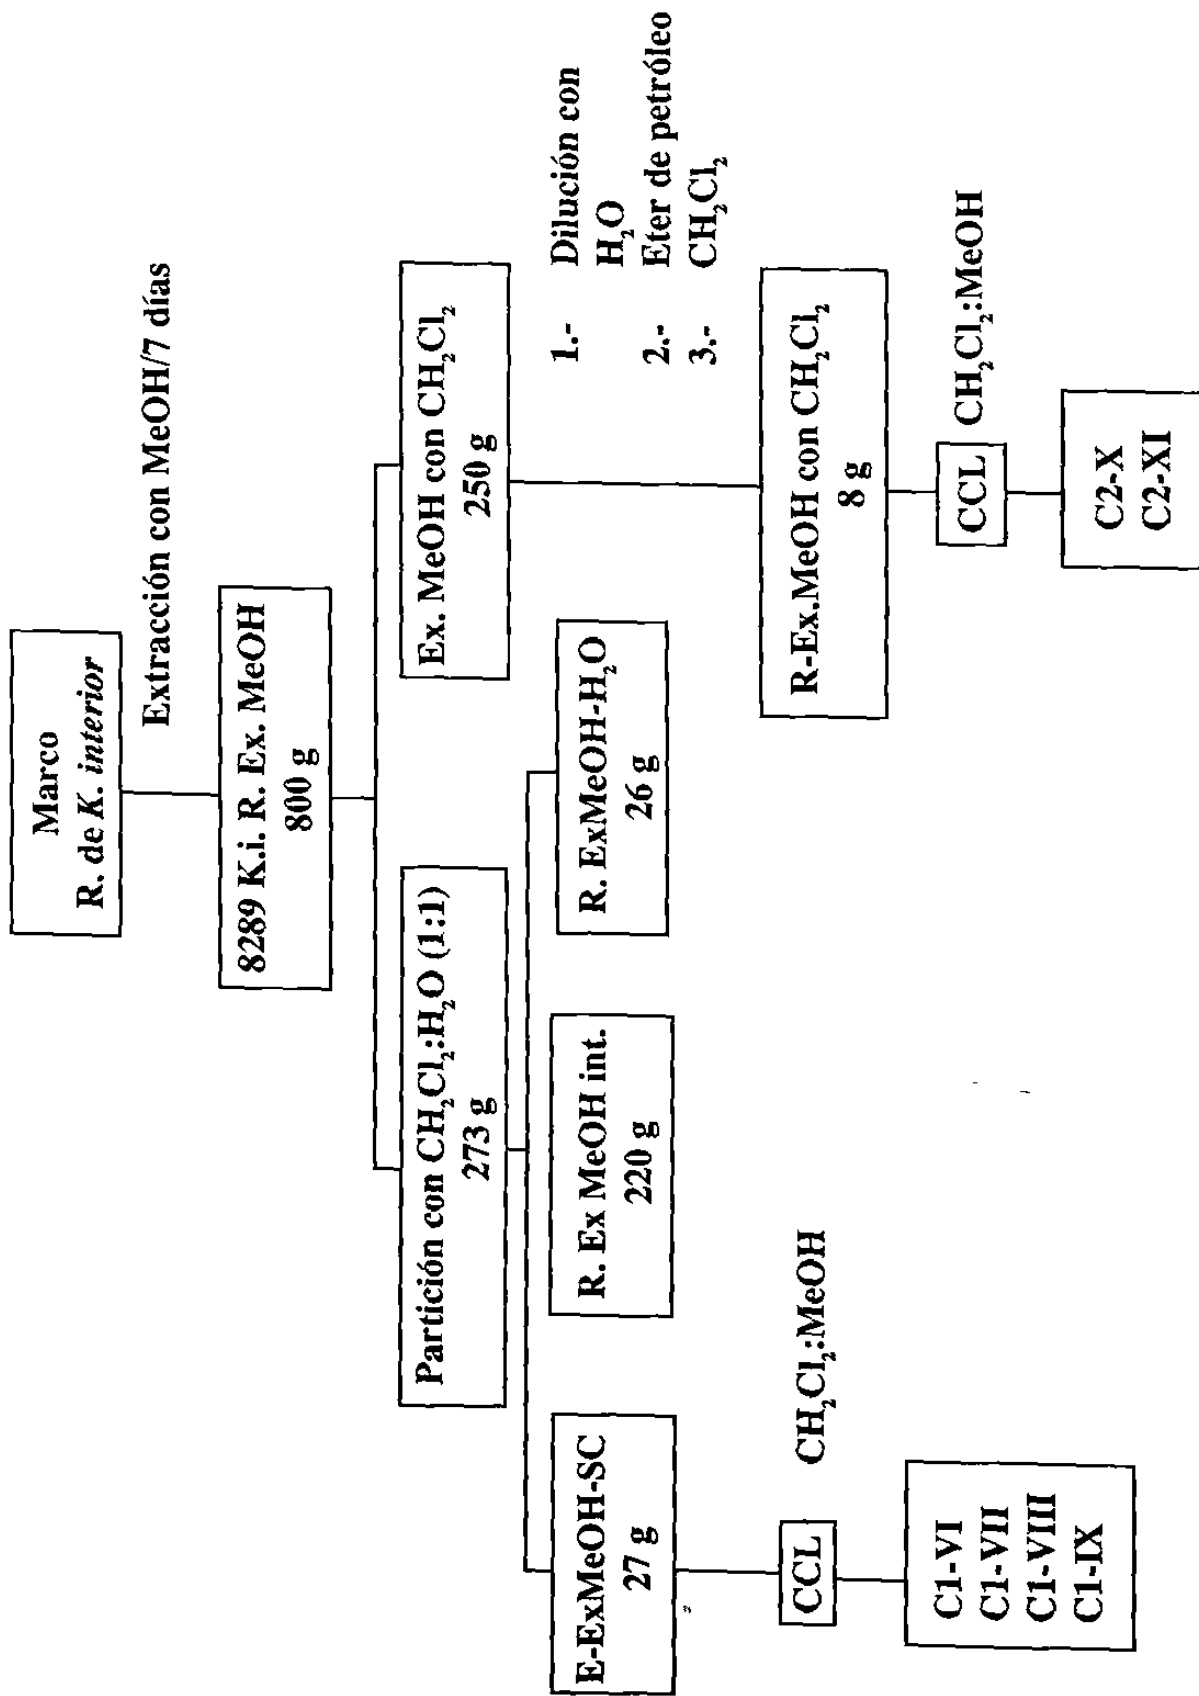 Marco
R. de K. interior
Extracción con MeOH/7 días
8289 K.i. R. Ex. MeOH
800 g
Partición con CH₂Cl₂:H₂O (1:1)
273 g
Ex. MeOH con CH₂Cl₂
250 g
1.- Dilución con
H₂O
2.- Eter de petróleo
3.- CH₂Cl₂
E-ExMeOH-SC
27 g
R. Ex MeOH int.
220 g
R. ExMeOH-H₂O
26 g
R-Ex.MeOH con CH₂Cl₂
8 g
CCL
CH₂Cl₂:MeOH
C1-VI
C1-VII
C1-VIII
C1-IX
CCL
CH₂Cl₂:MeOH
C2-X
C2-XI